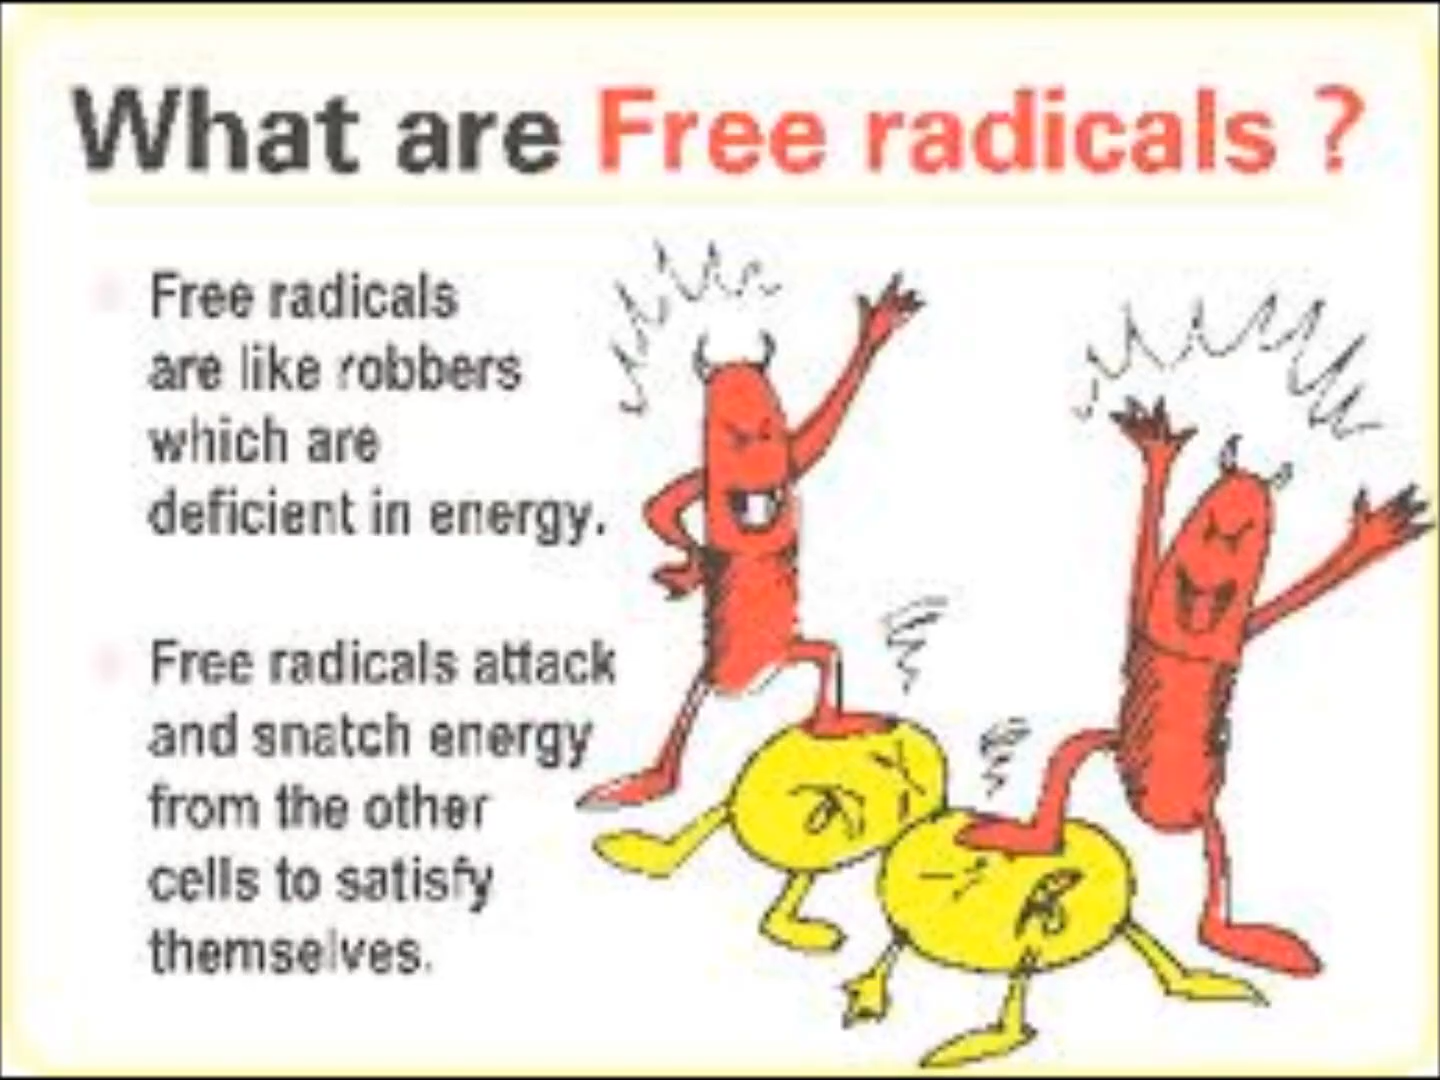 What are Free radicals ?
Free radicals
are like robbers
which are
deficient in energy.
Free radicals attack
and snatch energy
from the other
cells to satisfy
themselves.